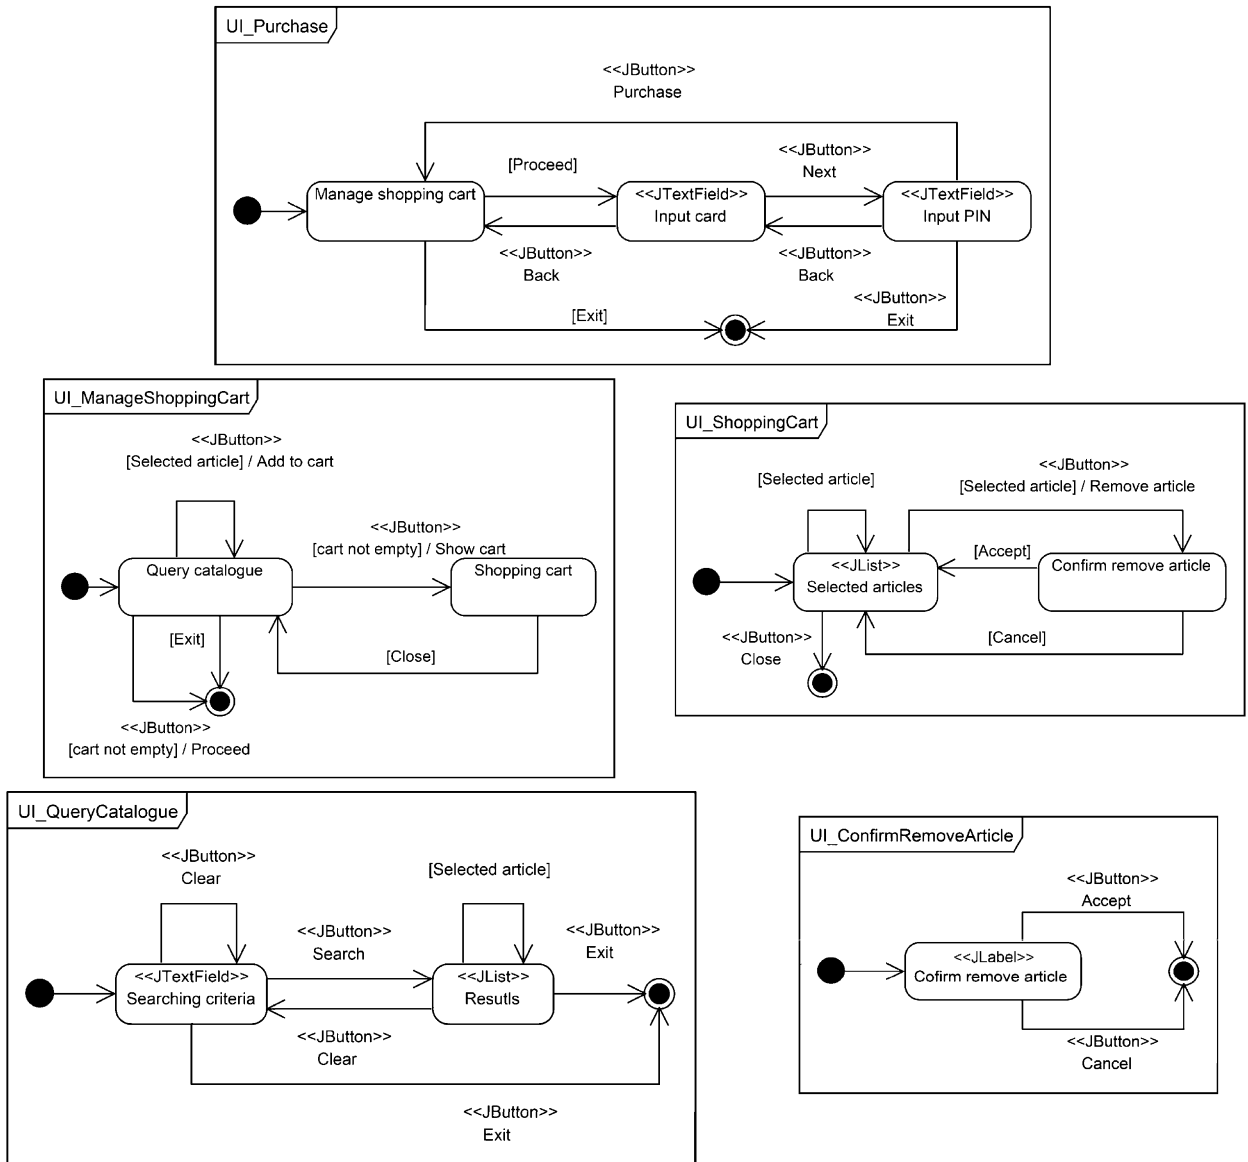 UI_Purchase
<<JButton>>
Purchase
[Proceed]
<<JButton>>
Next
Manage shopping cart
<<JTextField>>
Input card
<<JTextField>>
Input PIN
<<JButton>>
Back
<<JButton>>
Back
[Exit]
<<JButton>>
Exit
UI_ManageShoppingCart
<<JButton>>
[Selected article] / Add to cart
<<JButton>>
[cart not empty] / Show cart
Query catalogue
Shopping cart
[Exit]
[Close]
<<JButton>>
[cart not empty] / Proceed
UI_ShoppingCart
[Selected article]
<<JButton>>
[Selected article] / Remove article
[Accept]
<<JList>>
Selected articles
Confirm remove article
<<JButton>>
Close
[Cancel]
UI_QueryCatalogue
<<JButton>>
Clear
[Selected article]
<<JButton>>
Search
<<JButton>>
Exit
<<JTextField>>
Searching criteria
<<JList>>
Resutls
<<JButton>>
Clear
<<JButton>>
Exit
UI_ConfirmRemoveArticle
<<JButton>>
Accept
<<JLabel>>
Cofirm remove article
<<JButton>>
Cancel